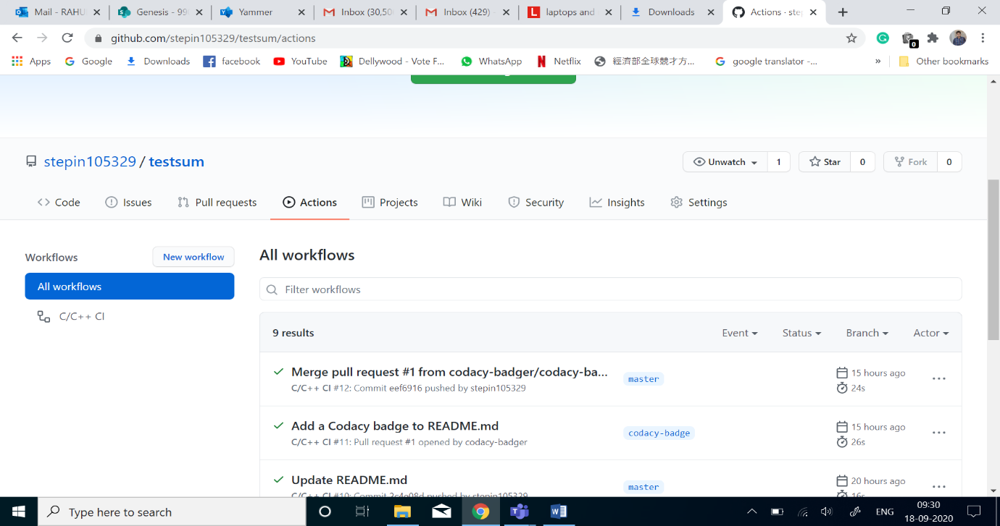 Mail - RAHU
Genesis - 99
Yammer
Inbox (30,50
Inbox (429)
laptops and
Downloads
Actions · step
github.com/stepin105329/testsum/actions
0
Apps
Google
Downloads
facebook
YouTube
Dellywood - Vote F...
WhatsApp
Netflix
經濟部全球競才方...
google translator -...
»
Other bookmarks
stepin105329 / testsum
Unwatch 1
Star 0
Fork 0
Code
Issues
Pull requests
Actions
Projects
Wiki
Security
Insights
Settings
Workflows
New workflow
All workflows
C/C++ CI
All workflows
Filter workflows
9 results
Event
Status
Branch
Actor
Merge pull request #1 from codacy-badger/codacy-ba...
C/C++ CI #12: Commit eef6916 pushed by stepin105329
master
15 hours ago
24s
Add a Codacy badge to README.md
C/C++ CI #11: Pull request #1 opened by codacy-badger
codacy-badge
15 hours ago
26s
Update README.md
C/C++ CI #10: Commit 2c4e08d pushed by stepin105329
master
20 hours ago
16s
Type here to search
ENG
09:30
18-09-2020